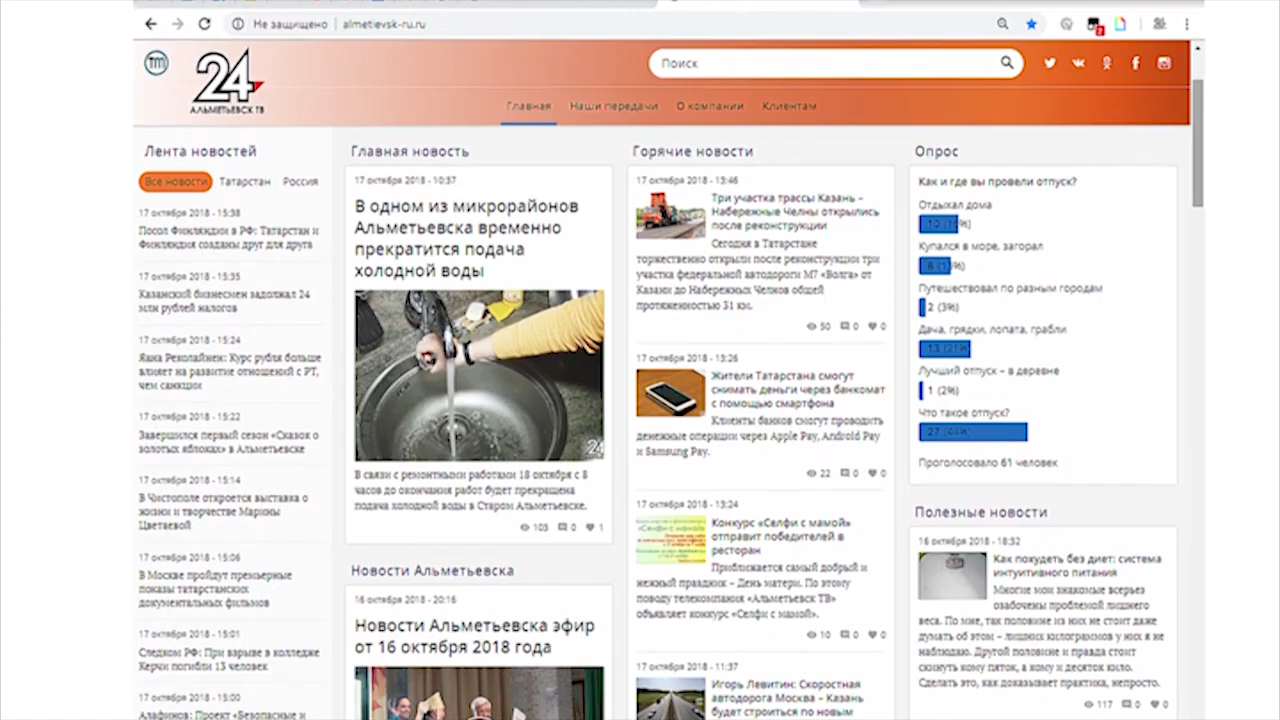 Не защищено | almetievsk-ru.ru
ТМ
24
АЛЬМЕТЬЕВСК ТВ
Поиск
Главная Наши передачи О компании Клиентам
Лента новостей
Все новости Татарстан Россия
17 октября 2018 - 15:38
Посол Финляндии в РФ: Татарстан и
Финляндия созданы друг для друга
17 октября 2018 - 15:35
Казанский бизнесмен задолжал 24
млн рублей налогов
17 октября 2018 - 15:24
Яана Реколайнен: Курс рубля больше
влияет на развитие отношений с РТ,
чем санкции
17 октября 2018 - 15:22
Завершился первый сезон «Сказок о
золотых яблоках» в Альметьевске
17 октября 2018 - 15:14
В Чистополе откроется выставка о
жизни и творчестве Марины
Цветаевой
17 октября 2018 - 15:06
В Москве пройдут премьерные
показы татарстанских
документальных фильмов
17 октября 2018 - 15:01
Следком РФ: При взрыве в колледже
Керчи погибли 13 человек
17 октября 2018 - 15:00
Алафинов: Проект «Безопасные и
Главная новость
17 октября 2018 - 10:37
В одном из микрорайонов
Альметьевска временно
прекратится подача
холодной воды
24
В связи с ремонтными работами 18 октября с 8
часов до окончания работ будет прекращена
подача холодной воды в Старом Альметьевске.
103 0 1
Новости Альметьевска
16 октября 2018 - 20:16
Новости Альметьевска эфир
от 16 октября 2018 года
Горячие новости
17 октября 2018 - 13:46
Три участка трассы Казань –
Набережные Челны открылись
после реконструкции
Сегодня в Татарстане
торжественно открыли после реконструкции три
участка федеральной автодороги М7 «Волга» от
Казани до Набережных Челнов общей
протяженностью 31 км.
50 0 0
17 октября 2018 - 13:26
Жители Татарстана смогут
снимать деньги через банкомат
с помощью смартфона
Клиенты банков смогут проводить
денежные операции через Apple Pay, Android Pay
и Samsung Pay.
22 0 0
17 октября 2018 - 13:24
Конкурс «Селфи с мамой»
отправит победителей в
ресторан
«Селфи с мамой»
Приближается самый добрый и
нежный праздник – День матери. По этому
поводу телекомпания «Альметьевск ТВ»
объявляет конкурс «Селфи с мамой».
10 0 0
17 октября 2018 - 11:37
Игорь Левитин: Скоростная
автодорога Москва – Казань
будет строиться по новым
Опрос
Как и где вы провели отпуск?
Отдыхал дома
Купался в море, загорал
8 (13%)
Путешествовал по разным городам
2 (3%)
Дача, грядки, лопата, грабли
13 (21%)
Лучший отпуск – в деревне
1 (2%)
Что такое отпуск?
27 (44%)
Проголосовало 61 человек
Полезные новости
16 октября 2018 - 18:32
Как похудеть без диет: система
интуитивного питания
Многие мои знакомые всерьез
озабочены проблемой лишнего
веса. По мне, так половине из них не стоит даже
думать об этом – лишних килограммов у них я не
наблюдаю. Другой половине и правда стоит
скинуть кому пяток, а кому и десяток кило.
Сделать это, как доказывает практика, непросто.
117 0 0